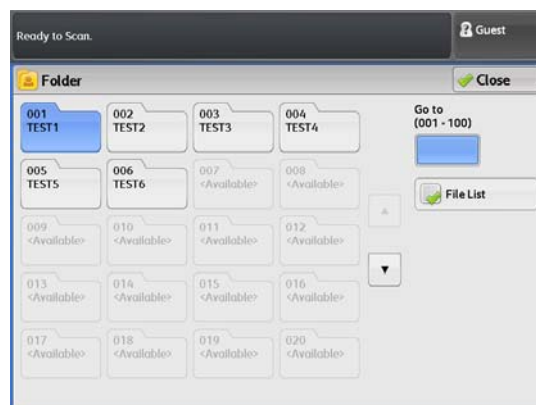 Ready to Scan.
Guest
Folder
Close
001
TEST1
002
TEST2
003
TEST3
004
TEST4
Go to
(001 - 100)
005
TEST5
006
TEST6
007
<Available>
008
<Available>
File List
009
<Available>
010
<Available>
011
<Available>
012
<Available>
013
<Available>
014
<Available>
015
<Available>
016
<Available>
017
<Available>
018
<Available>
019
<Available>
020
<Available>